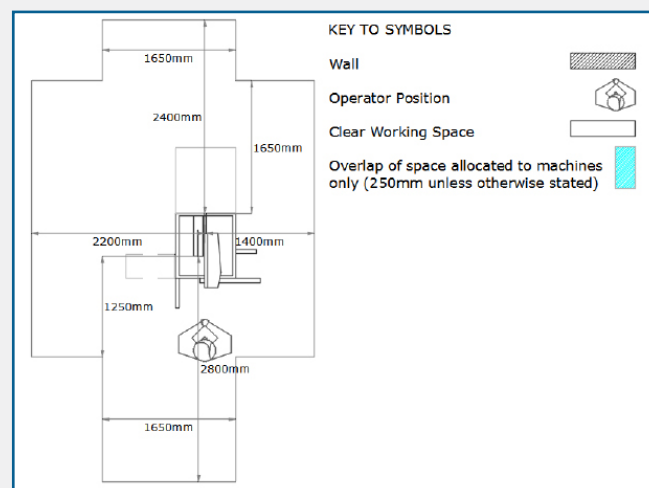 KEY TO SYMBOLS
Wall
Operator Position
Clear Working Space
Overlap of space allocated to machines
only (250mm unless otherwise stated)
1650mm
2400mm
1650mm
2200mm
1400mm
1250mm
2800mm
1650mm